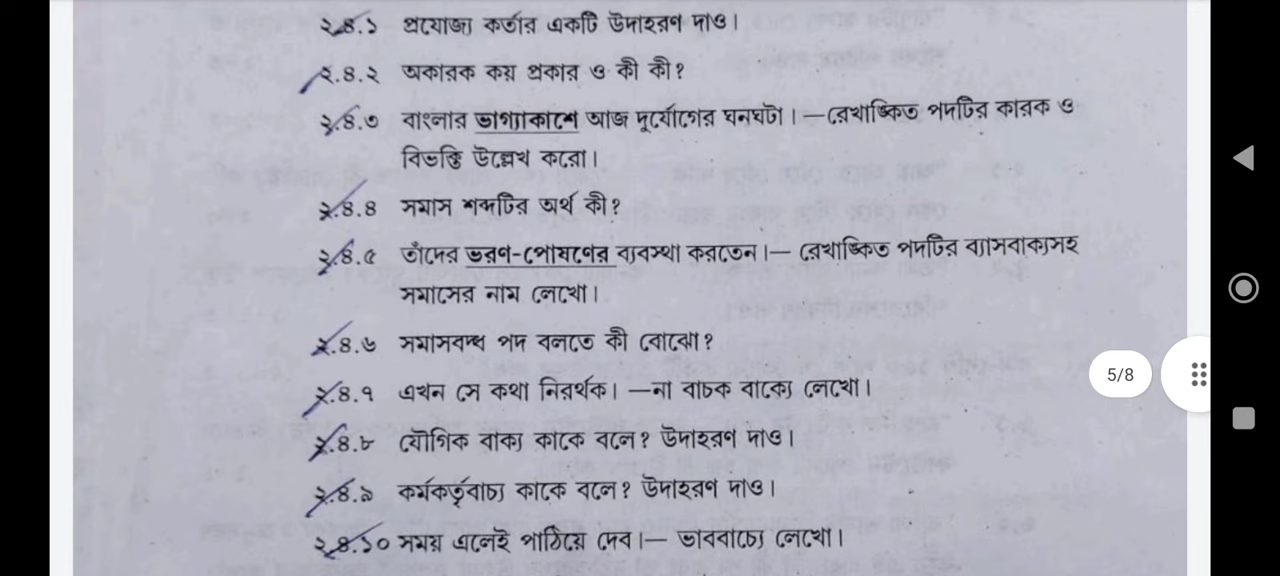 ২.৪.১ প্রযোজ্য কর্তার একটি উদাহরণ দাও।
২.৪.২ অকারক কয় প্রকার ও কী কী?
২.৪.৩ বাংলার ভাগ্যাকাশে আজ দুর্যোগের ঘনঘটা। —রেখাঙ্কিত পদটির কারক ও
বিভক্তি উল্লেখ করো।
২.৪.৪ সমাস শব্দটির অর্থ কী?
২.৪.৫ তাঁদের ভরণ-পোষণের ব্যবস্থা করতেন।— রেখাঙ্কিত পদটির ব্যাসবাক্যসহ
সমাসের নাম লেখো।
২.৪.৬ সমাসবদ্ধ পদ বলতে কী বোঝো?
২.৪.৭ এখন সে কথা নিরর্থক। —না বাচক বাক্যে লেখো।
5/8
২.৪.৮ যৌগিক বাক্য কাকে বলে? উদাহরণ দাও।
২.৪.৯ কর্মকর্তৃবাচ্য কাকে বলে? উদাহরণ দাও।
২.৪.১০ সময় এলেই পাঠিয়ে দেব।— ভাববাচ্যে লেখো।